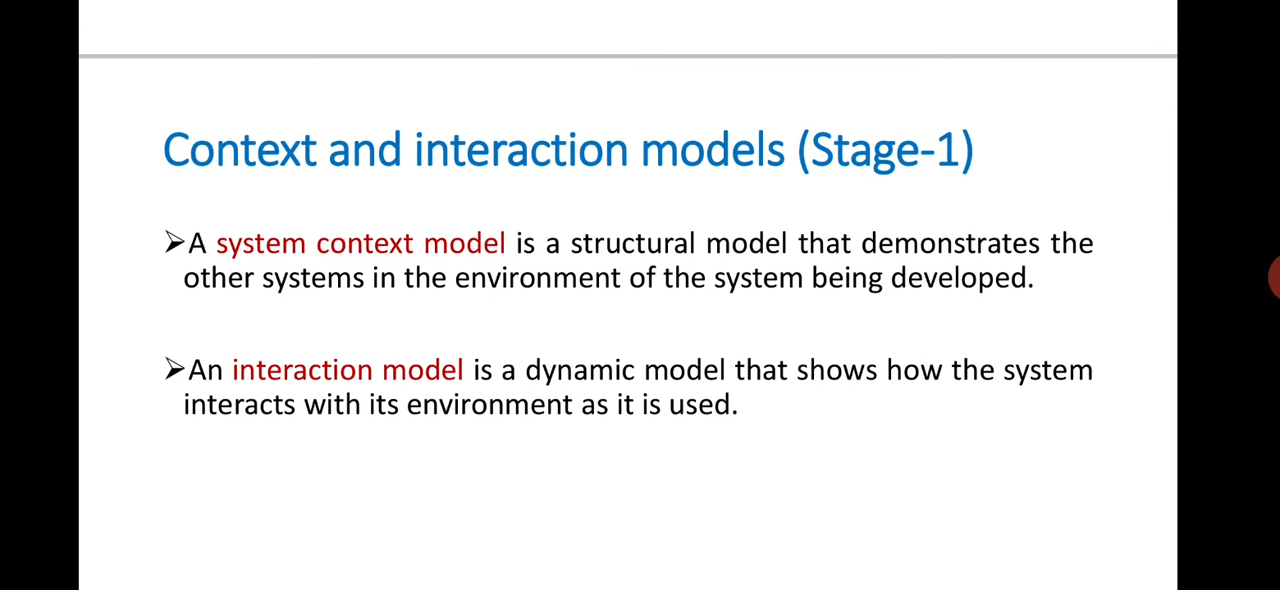 Context and interaction models (Stage-1)
➢A system context model is a structural model that demonstrates the
other systems in the environment of the system being developed.
➢An interaction model is a dynamic model that shows how the system
interacts with its environment as it is used.